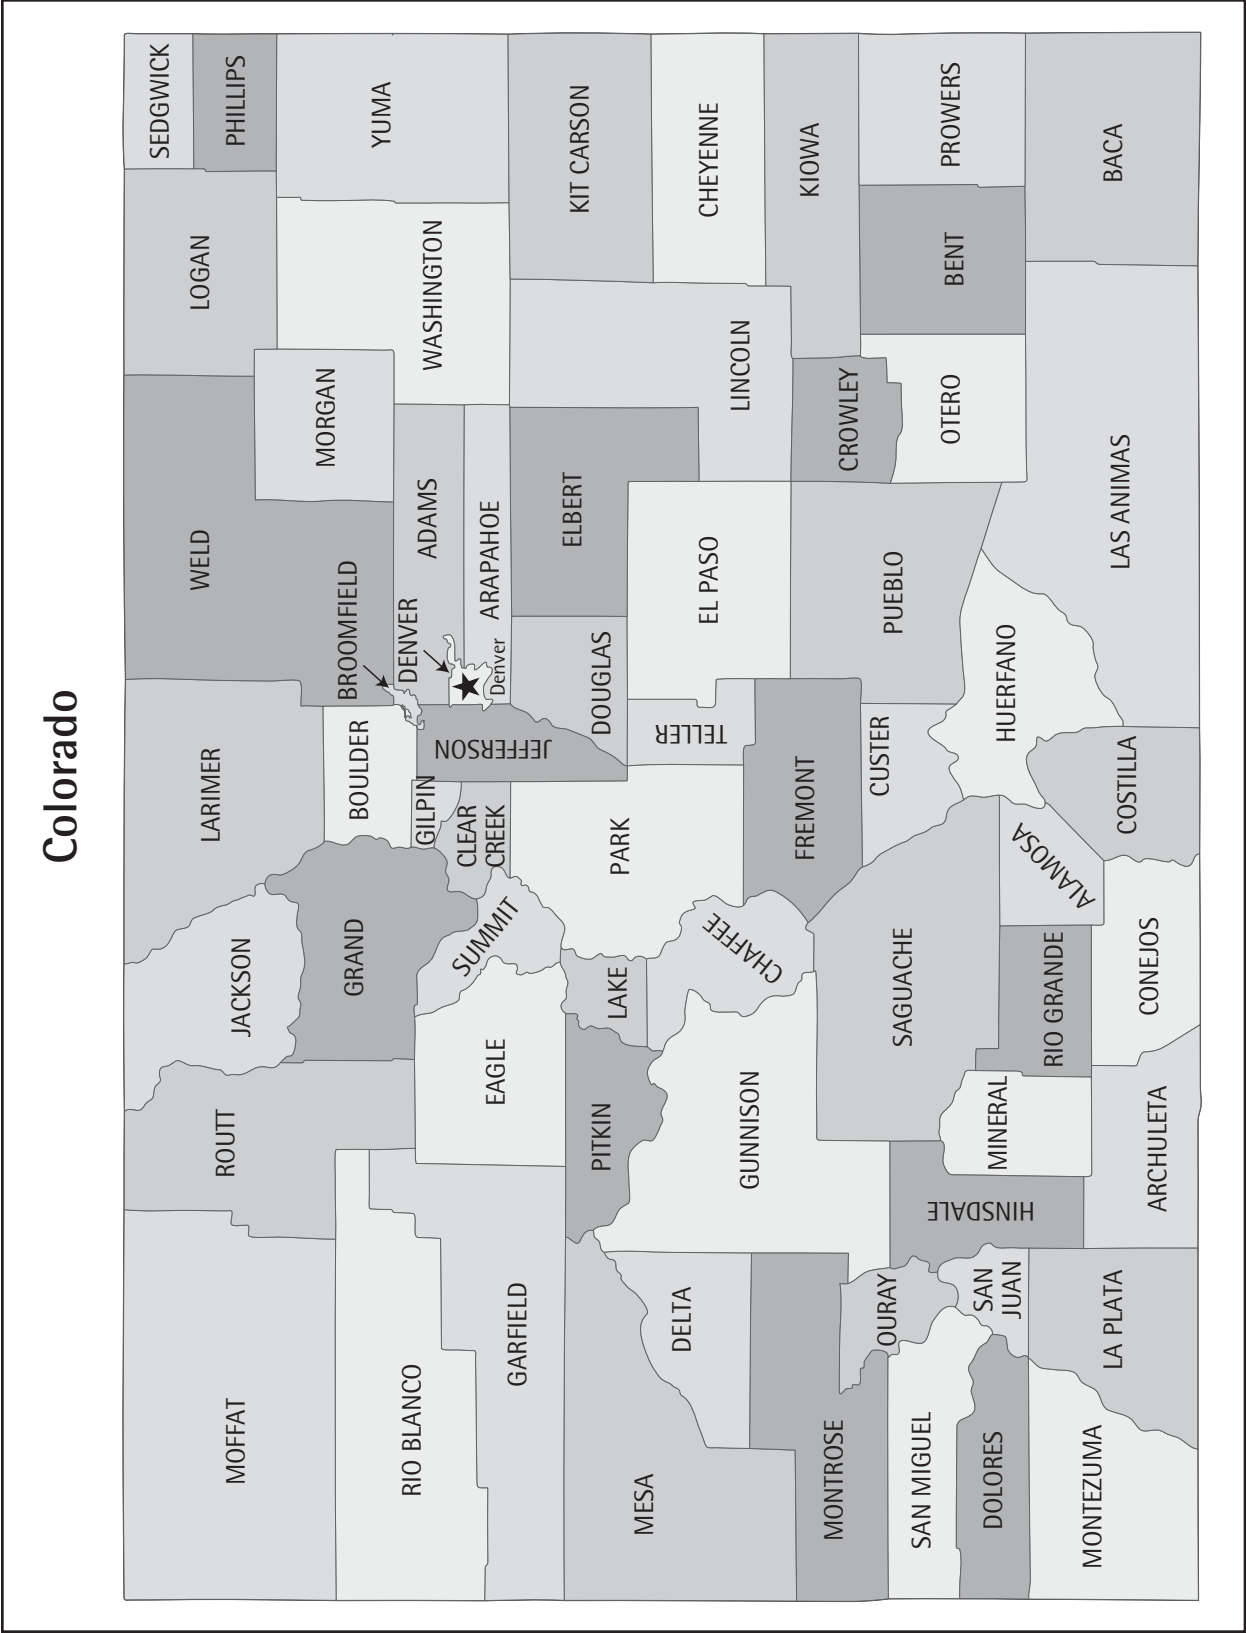 Colorado
MOFFAT
ROUTT
JACKSON
LARIMER
WELD
LOGAN
SEDGWICK
PHILLIPS
MORGAN
WASHINGTON
YUMA
RIO BLANCO
GRAND
BOULDER
BROOMFIELD
GILPIN
ADAMS
DENVER
ARAPAHOE
Denver
JEFFERSON
CLEAR
CREEK
SUMMIT
EAGLE
GARFIELD
PITKIN
LAKE
PARK
DOUGLAS
ELBERT
KIT CARSON
LINCOLN
CHEYENNE
MESA
DELTA
GUNNISON
CHAFFEE
TELLER
EL PASO
KIOWA
MONTROSE
OURAY
SAGUACHE
FREMONT
CUSTER
PUEBLO
CROWLEY
OTERO
BENT
PROWERS
SAN MIGUEL
DOLORES
SAN
JUAN
HINSDALE
MINERAL
RIO GRANDE
ALAMOSA
HUERFANO
LAS ANIMAS
BACA
MONTEZUMA
LA PLATA
ARCHULETA
CONEJOS
COSTILLA